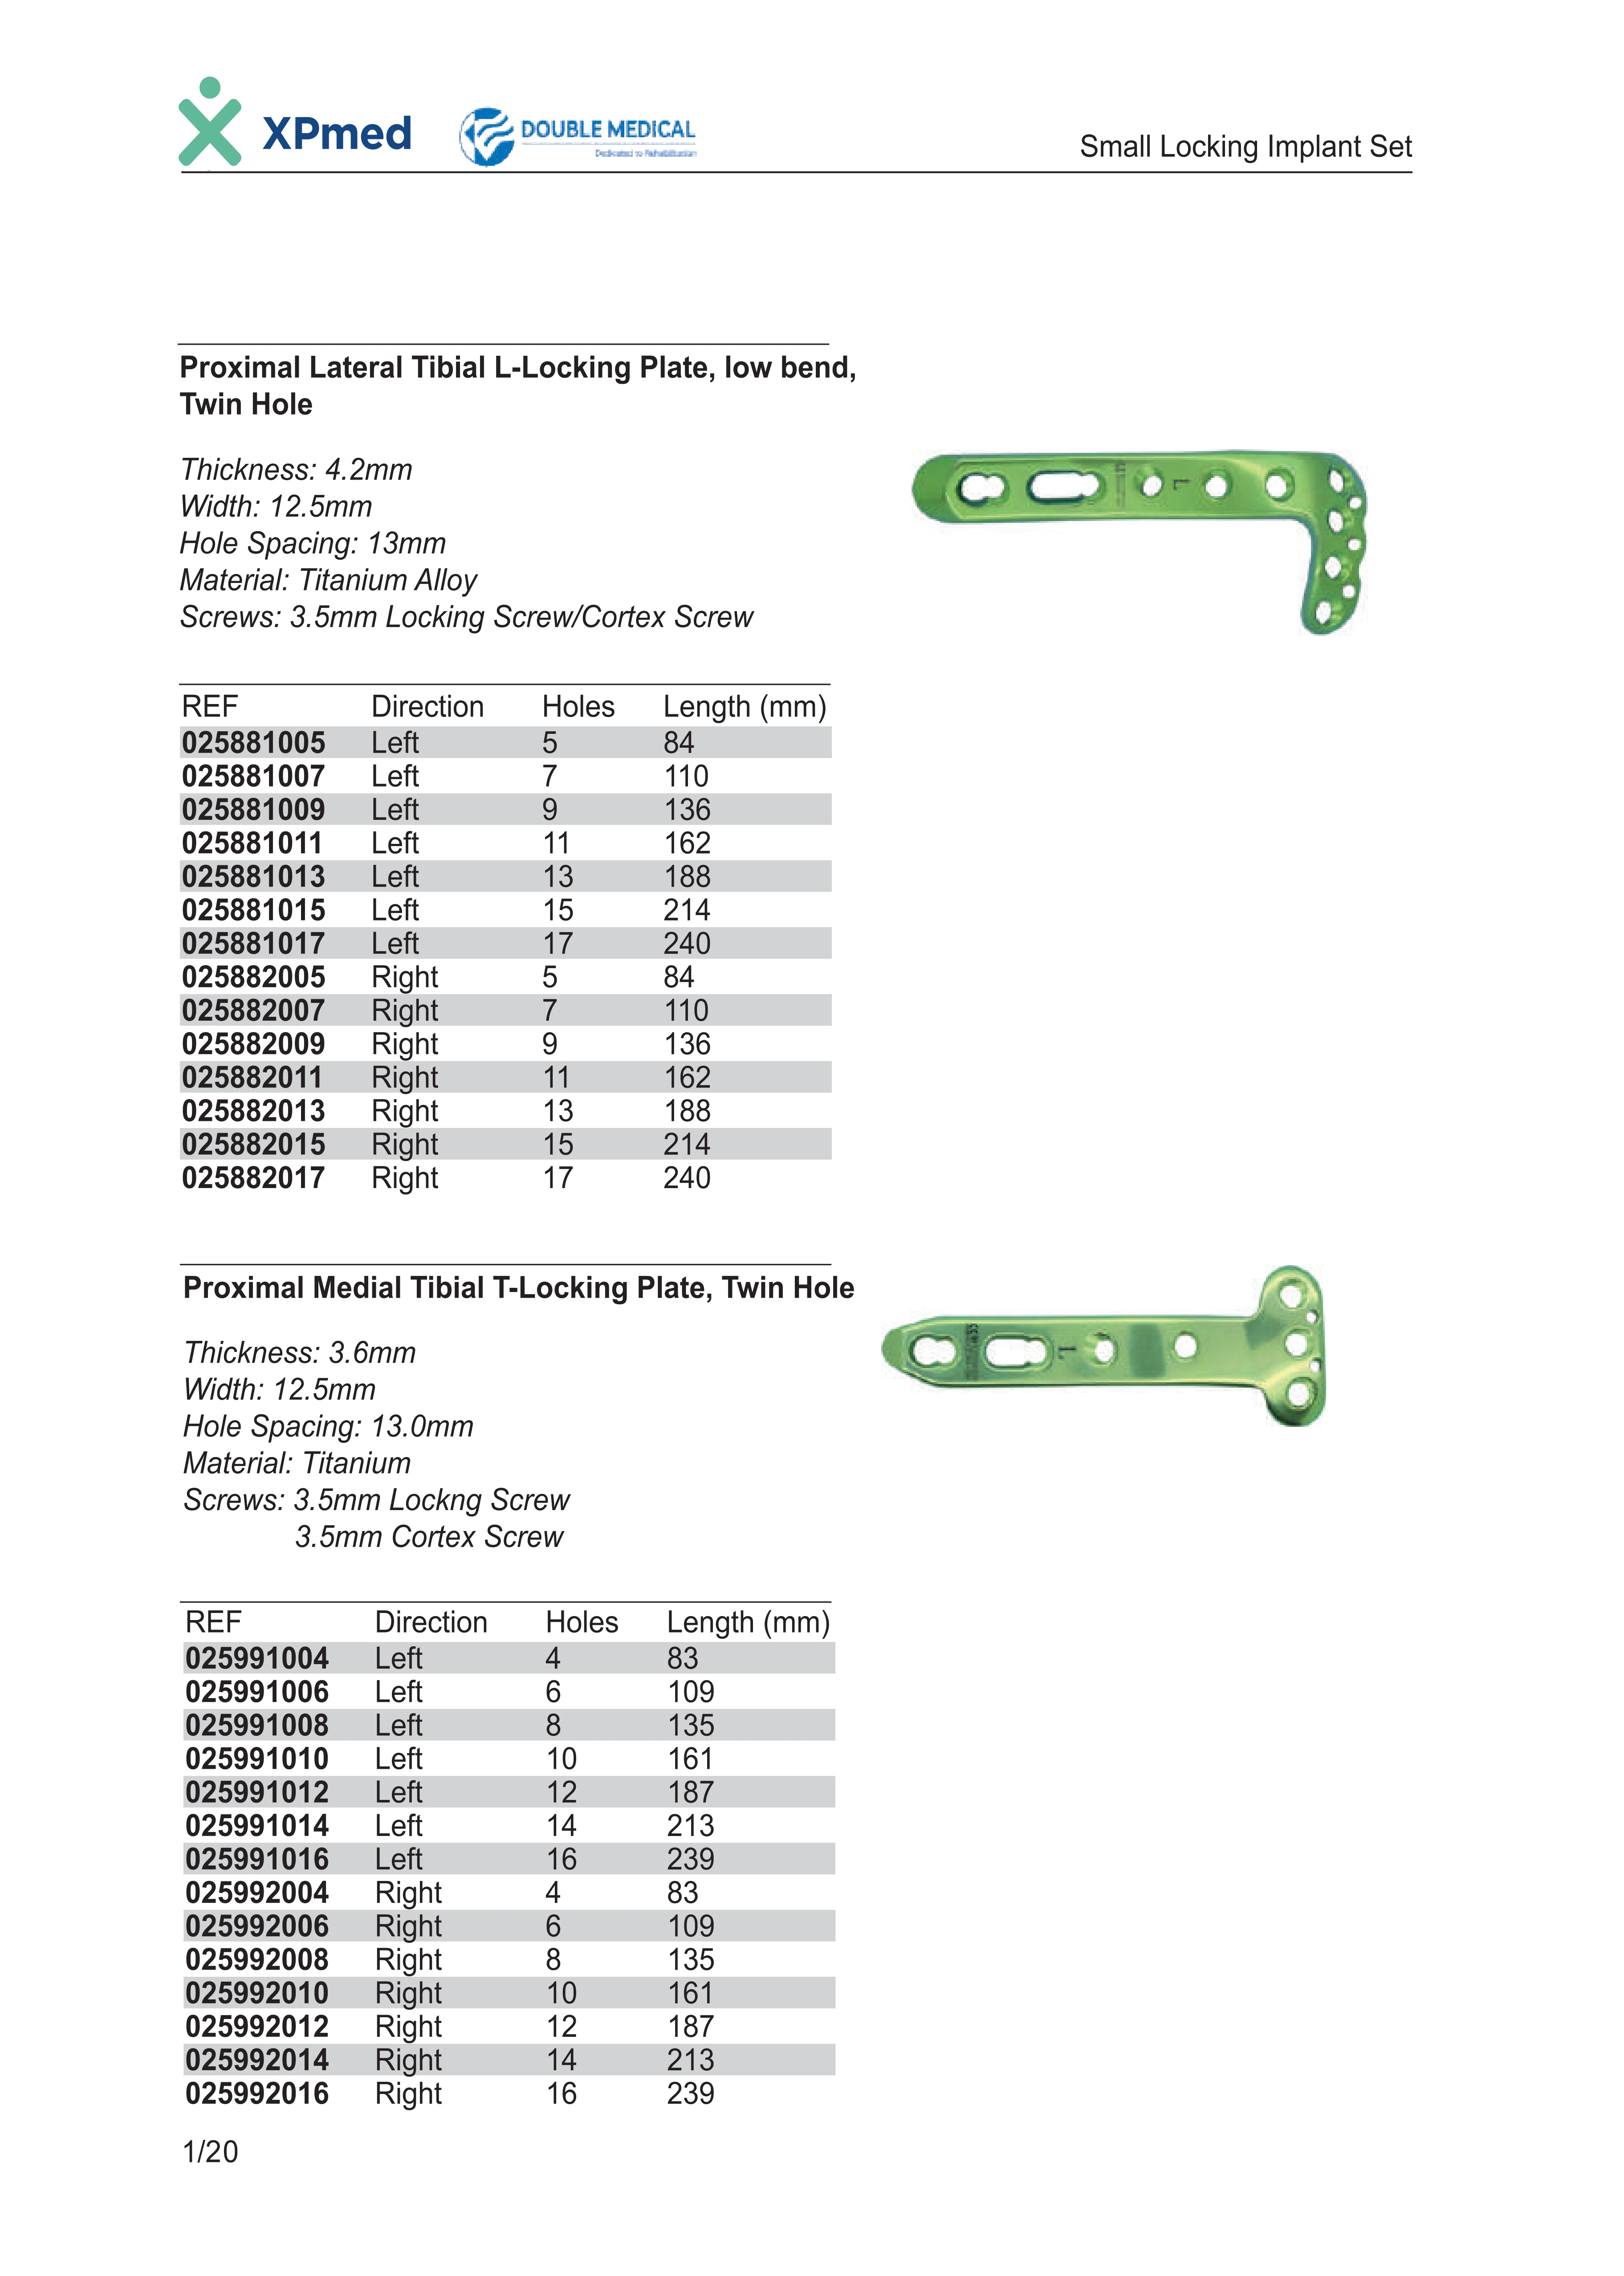 XPmed
DOUBLE MEDICAL
Dedicated to Rehabilitation
Small Locking Implant Set
Proximal Lateral Tibial L-Locking Plate, low bend,
Twin Hole
Thickness: 4.2mm
Width: 12.5mm
Hole Spacing: 13mm
Material: Titanium Alloy
Screws: 3.5mm Locking Screw/Cortex Screw
L
REF Direction Holes Length (mm)
025881005 Left 5 84
025881007 Left 7 110
025881009 Left 9 136
025881011 Left 11 162
025881013 Left 13 188
025881015 Left 15 214
025881017 Left 17 240
025882005 Right 5 84
025882007 Right 7 110
025882009 Right 9 136
025882011 Right 11 162
025882013 Right 13 188
025882015 Right 15 214
025882017 Right 17 240
Proximal Medial Tibial T-Locking Plate, Twin Hole
Thickness: 3.6mm
Width: 12.5mm
Hole Spacing: 13.0mm
Material: Titanium
Screws: 3.5mm Lockng Screw
3.5mm Cortex Screw
L
REF Direction Holes Length (mm)
025991004 Left 4 83
025991006 Left 6 109
025991008 Left 8 135
025991010 Left 10 161
025991012 Left 12 187
025991014 Left 14 213
025991016 Left 16 239
025992004 Right 4 83
025992006 Right 6 109
025992008 Right 8 135
025992010 Right 10 161
025992012 Right 12 187
025992014 Right 14 213
025992016 Right 16 239
1/20